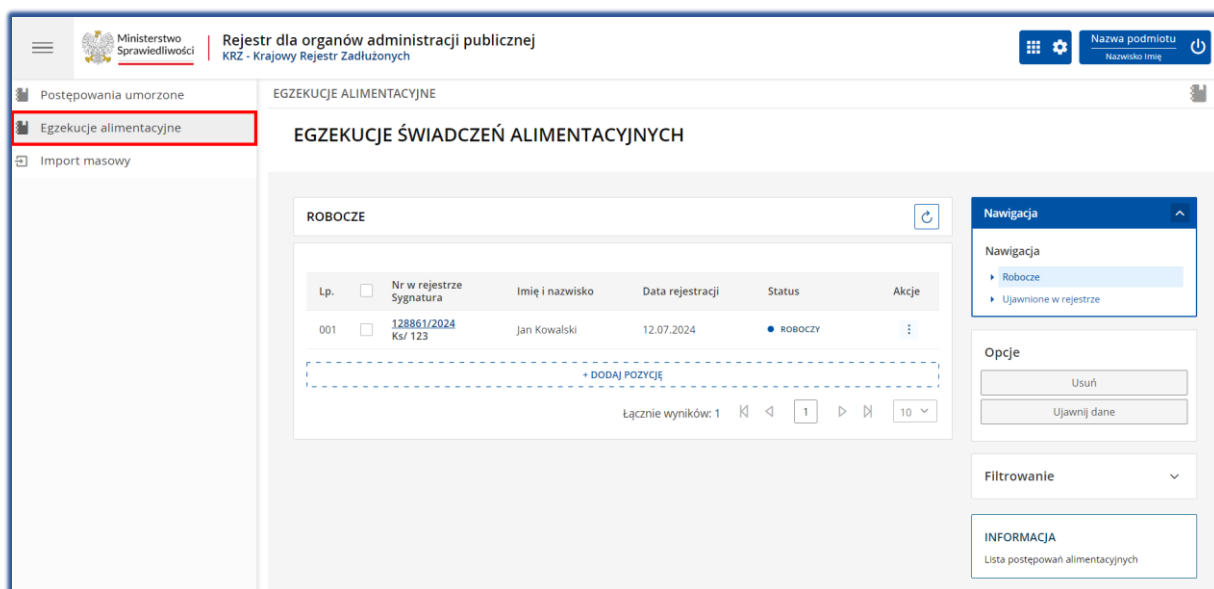 Ministerstwo
Sprawiedliwości
Rejestr dla organów administracji publicznej
KRZ - Krajowy Rejestr Zadłużonych
Nazwa podmiotu
Nazwisko Imię
Postępowania umorzone
Egzekucje alimentacyjne
Import masowy
EGZEKUCJE ALIMENTACYJNE
EGZEKUCJE ŚWIADCZEŃ ALIMENTACYJNYCH
ROBOCZE
Lp.
Nr w rejestrze
Sygnatura
Imię i nazwisko
Data rejestracji
Status
Akcje
001
128861/2024
Ks/ 123
Jan Kowalski
12.07.2024
ROBOCZY
+ DODAJ POZYCJĘ
Łącznie wyników: 1
1
10
Nawigacja
Nawigacja
Robocze
Ujawnione w rejestrze
Opcje
Usuń
Ujawnij dane
Filtrowanie
INFORMACJA
Lista postępowań alimentacyjnych